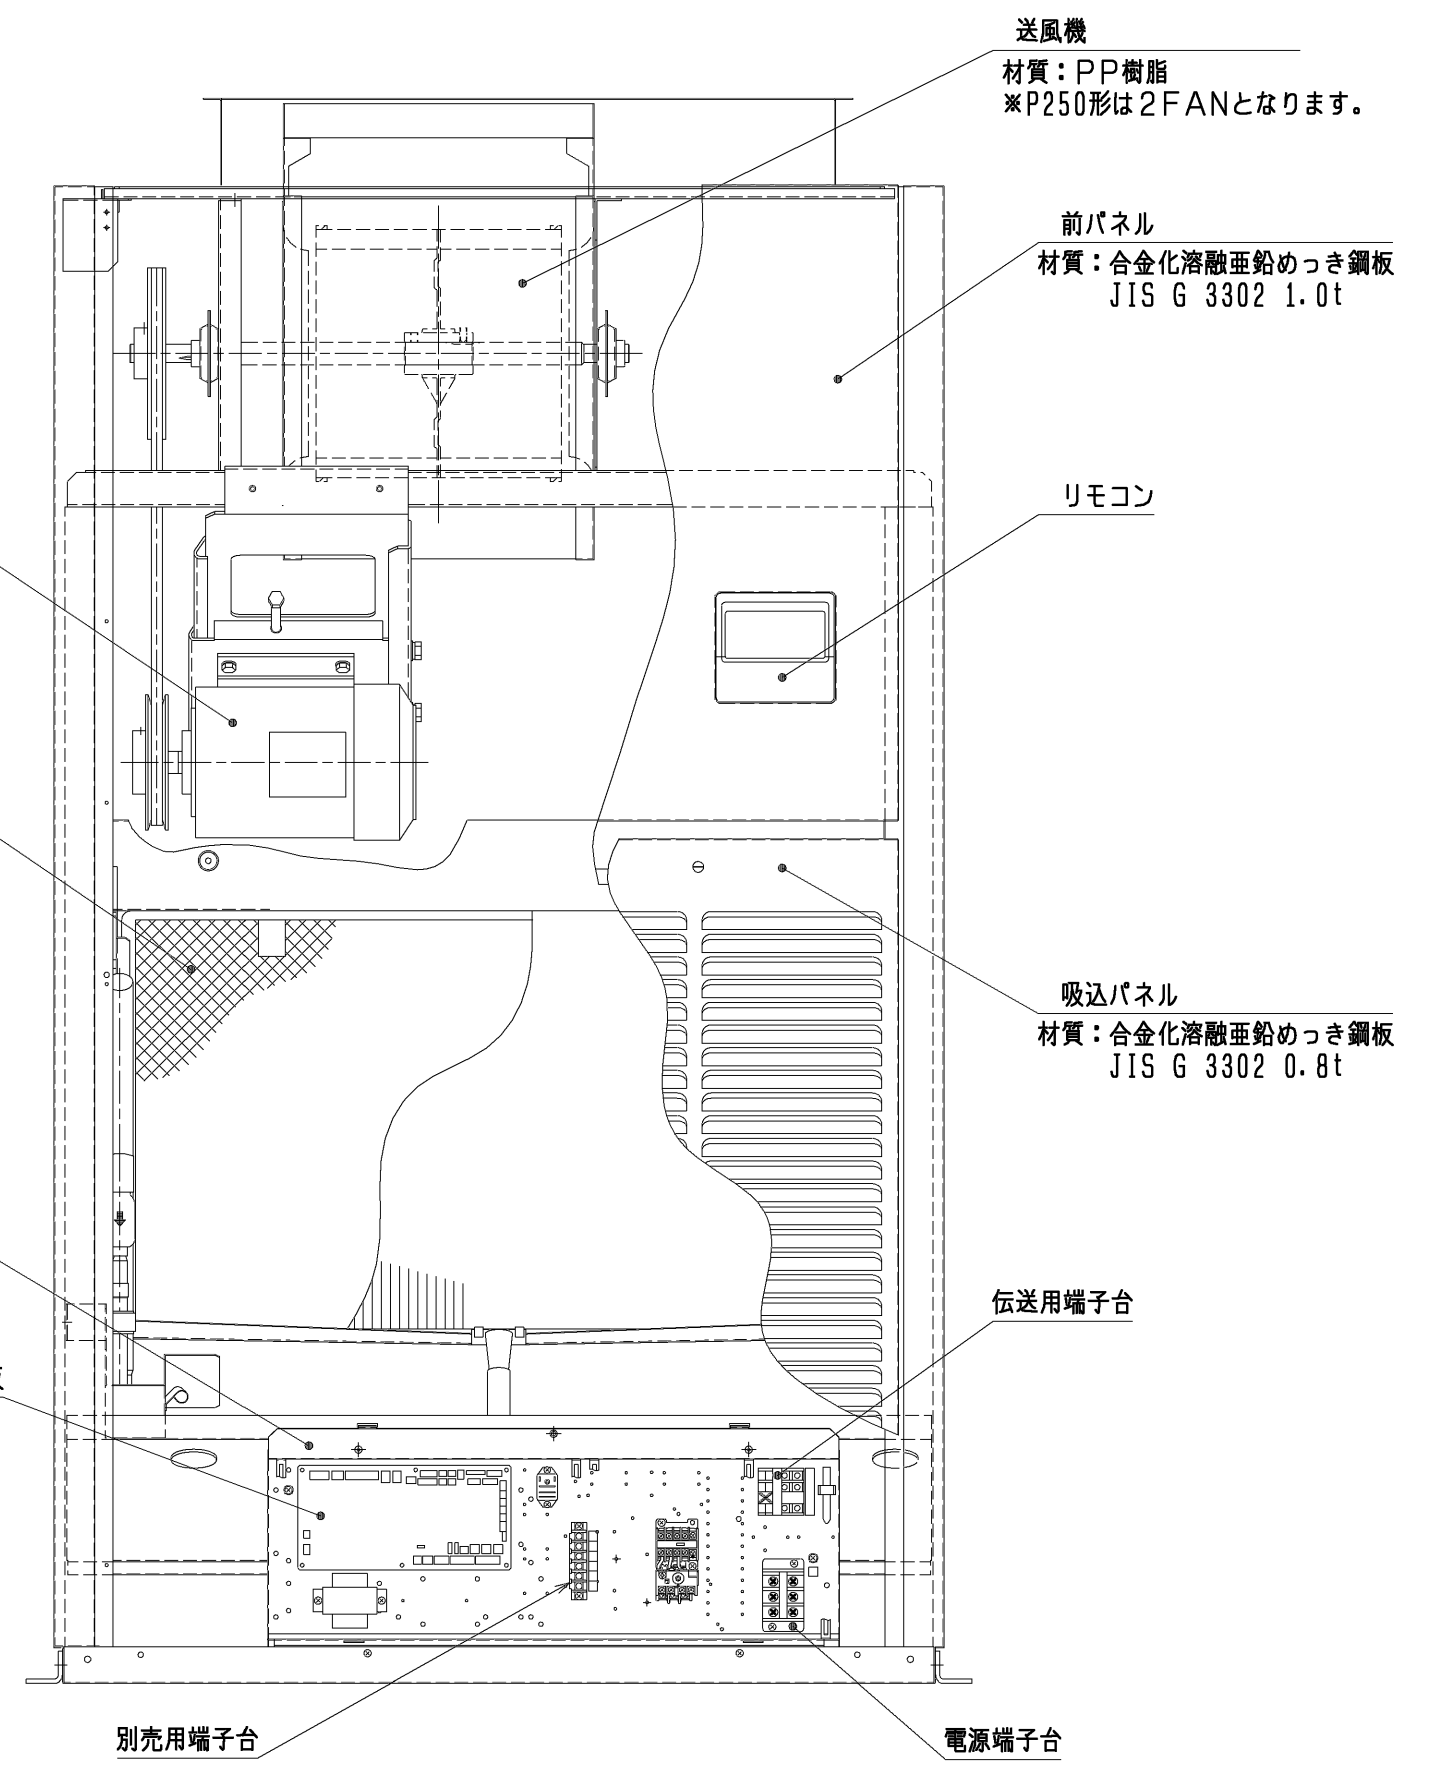 送風機
材質：ＰＰ樹脂
※P250形は２ＦＡＮとなります。
前パネル
材質：合金化溶融亜鉛めっき鋼板
JIS G 3302 1.0t
リモコン
吸込パネル
材質：合金化溶融亜鉛めっき鋼板
JIS G 3302 0.8t
伝送用端子台
別売用端子台
電源端子台